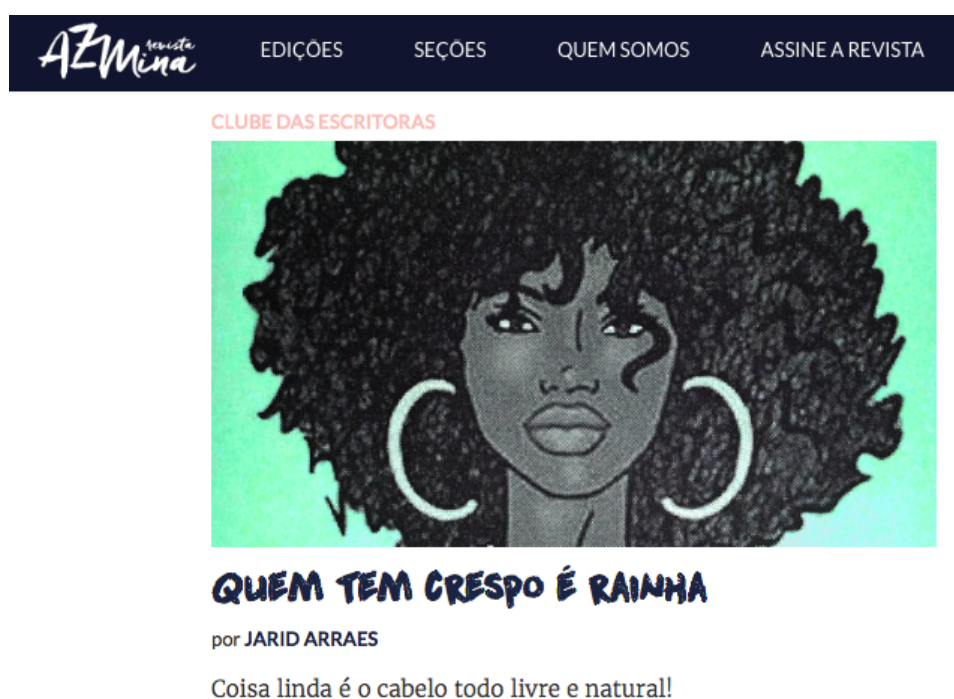 AZMina revista
EDIÇÕES SEÇÕES QUEM SOMOS ASSINE A REVISTA
CLUBE DAS ESCRITORAS
QUEM TEM CRESPO É RAINHA
por JARID ARRAES
Coisa linda é o cabelo todo livre e natural!